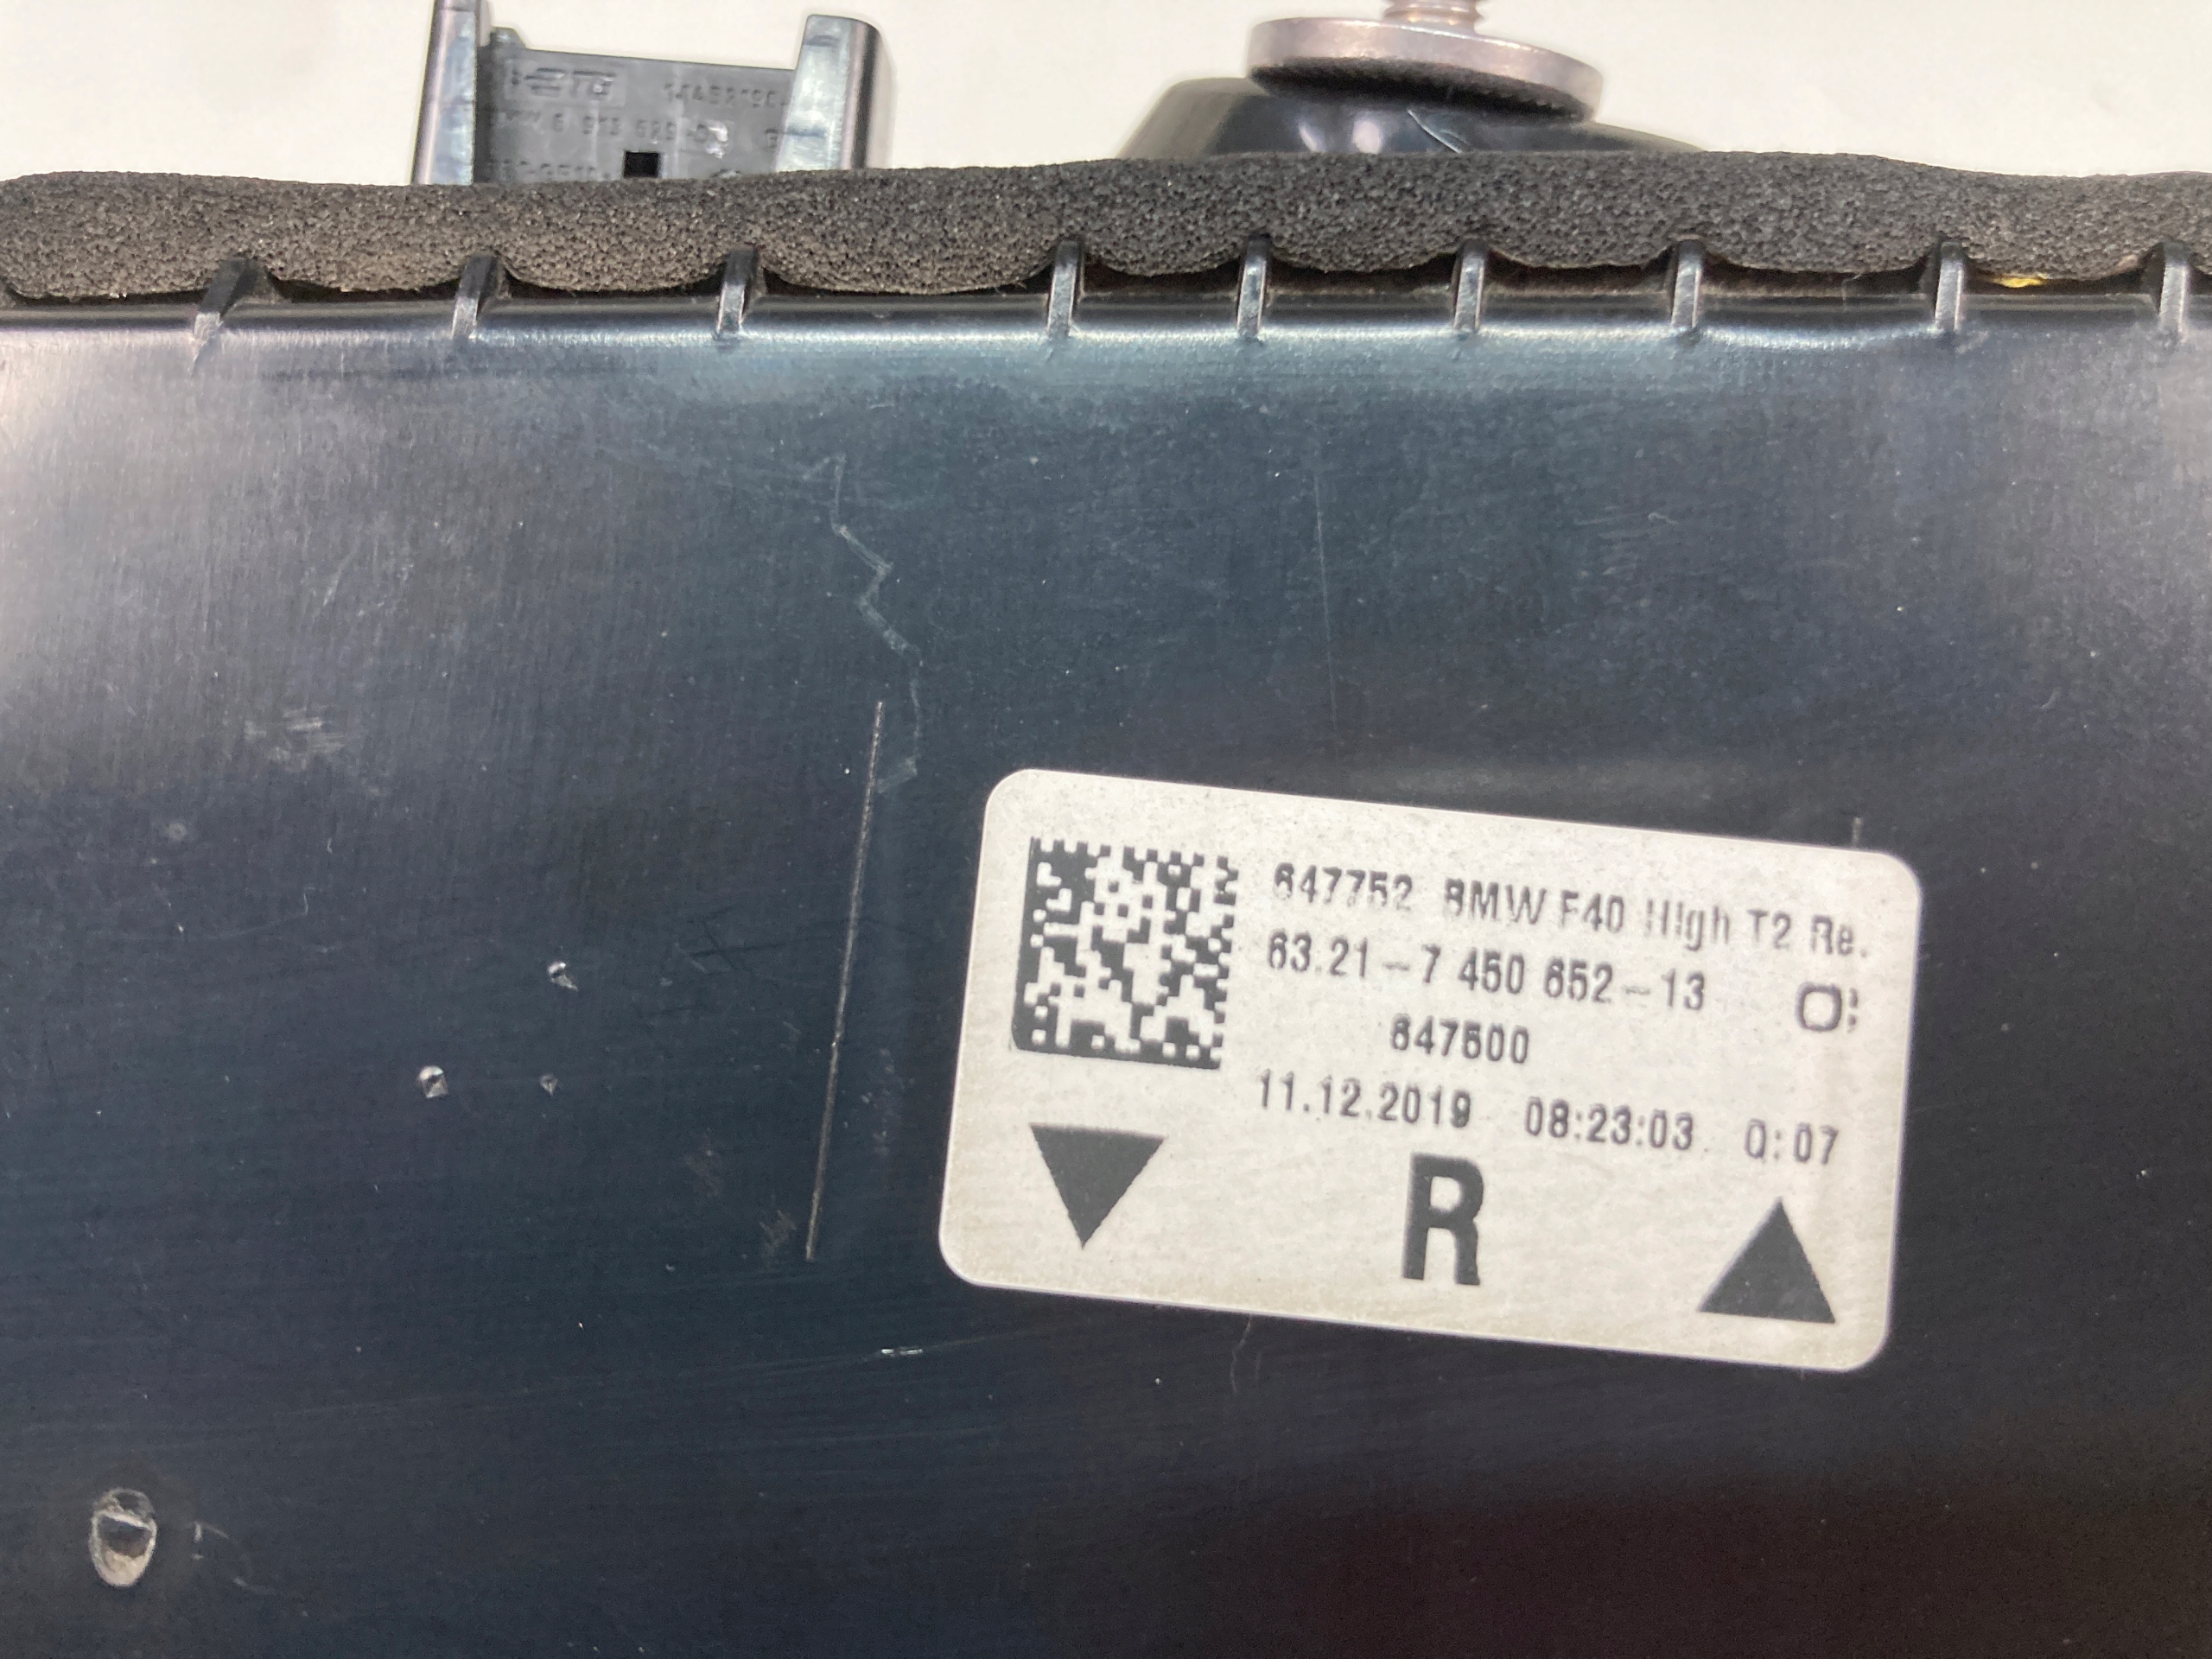 647752 BMW F40 High T2 Re.
63.21-7 450 652-13
647600
11.12.2019 08:23:03 Q:07
R